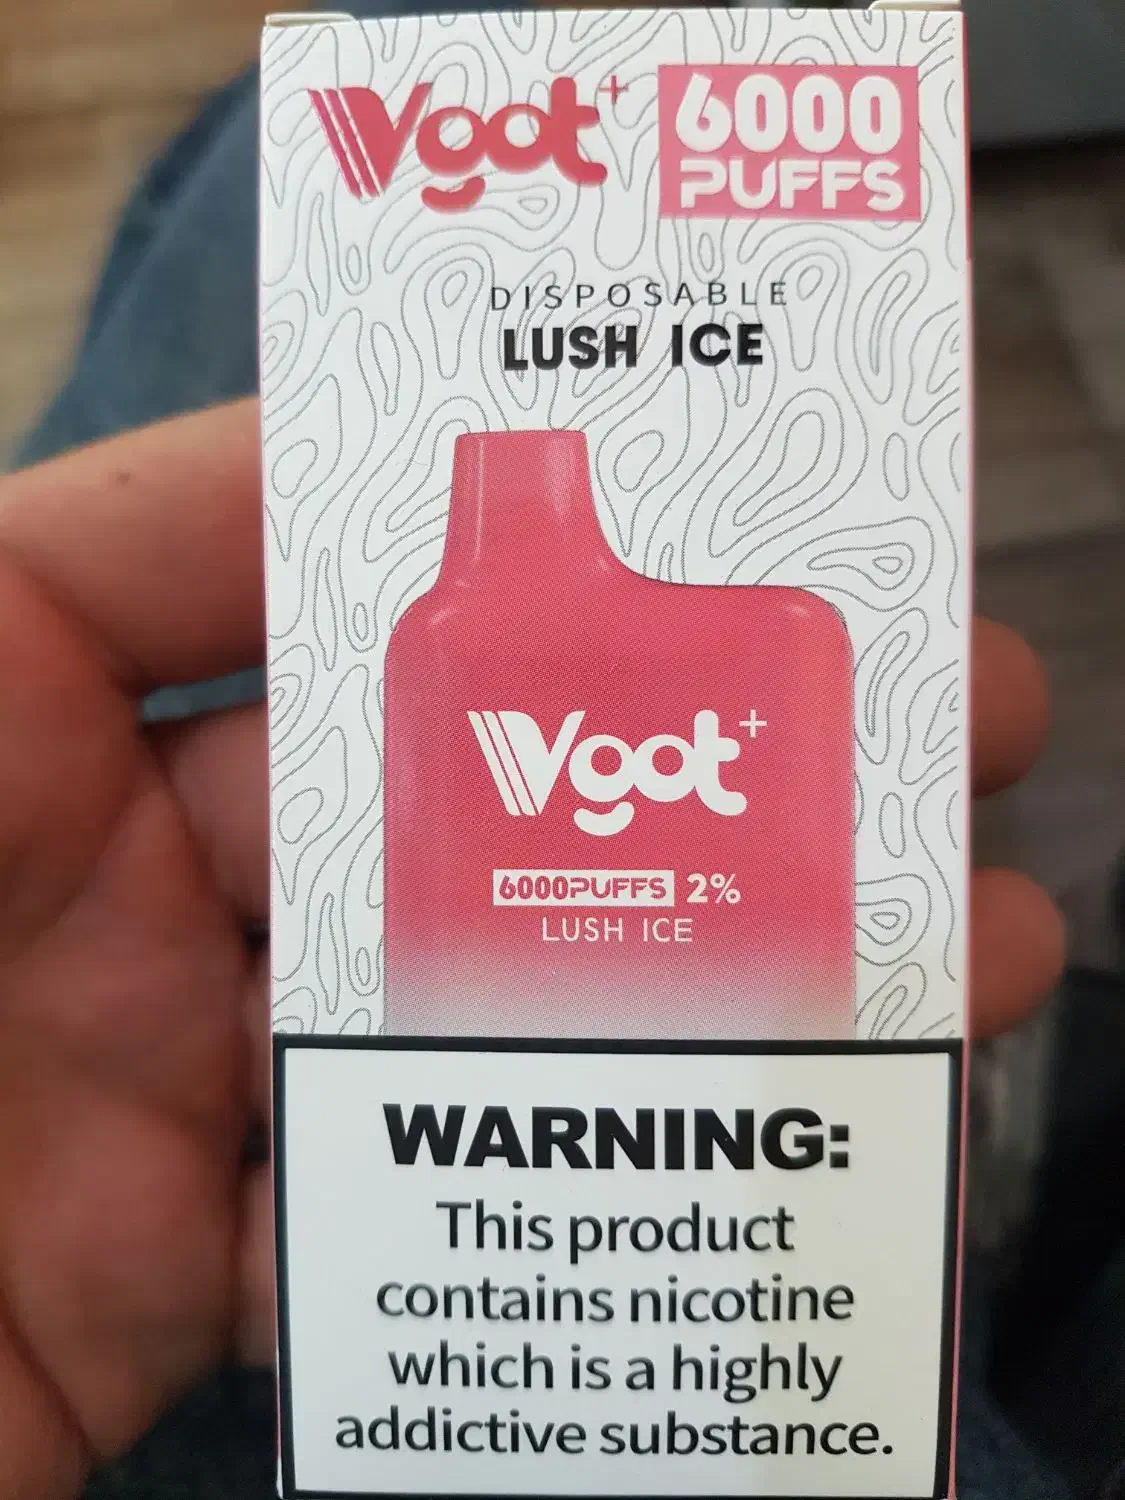 Vgot+
6000
PUFFS
DISPOSABLE
LUSH ICE
Vgot+
6000PUFFS 2%
LUSH ICE
WARNING:
This product
contains nicotine
which is a highly
addictive substance.